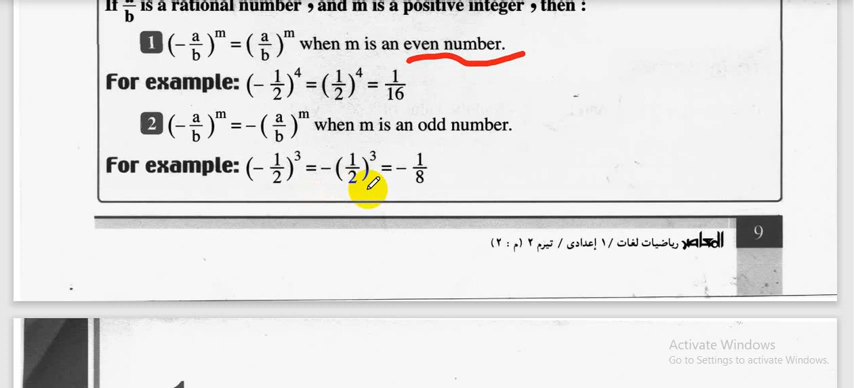 If a/b is a rational number , and m is a positive integer , then :
1 (− a/b)^m = (a/b)^m when m is an even number.
For example: (− 1/2)^4 = (1/2)^4 = 1/16
2 (− a/b)^m = − (a/b)^m when m is an odd number.
For example: (− 1/2)^3 = − (1/2)^3 = − 1/8
المعاصر رياضيات لغات /١ إعدادى / تيرم ٢ (م : ٢) 9
Activate Windows
Go to Settings to activate Windows.